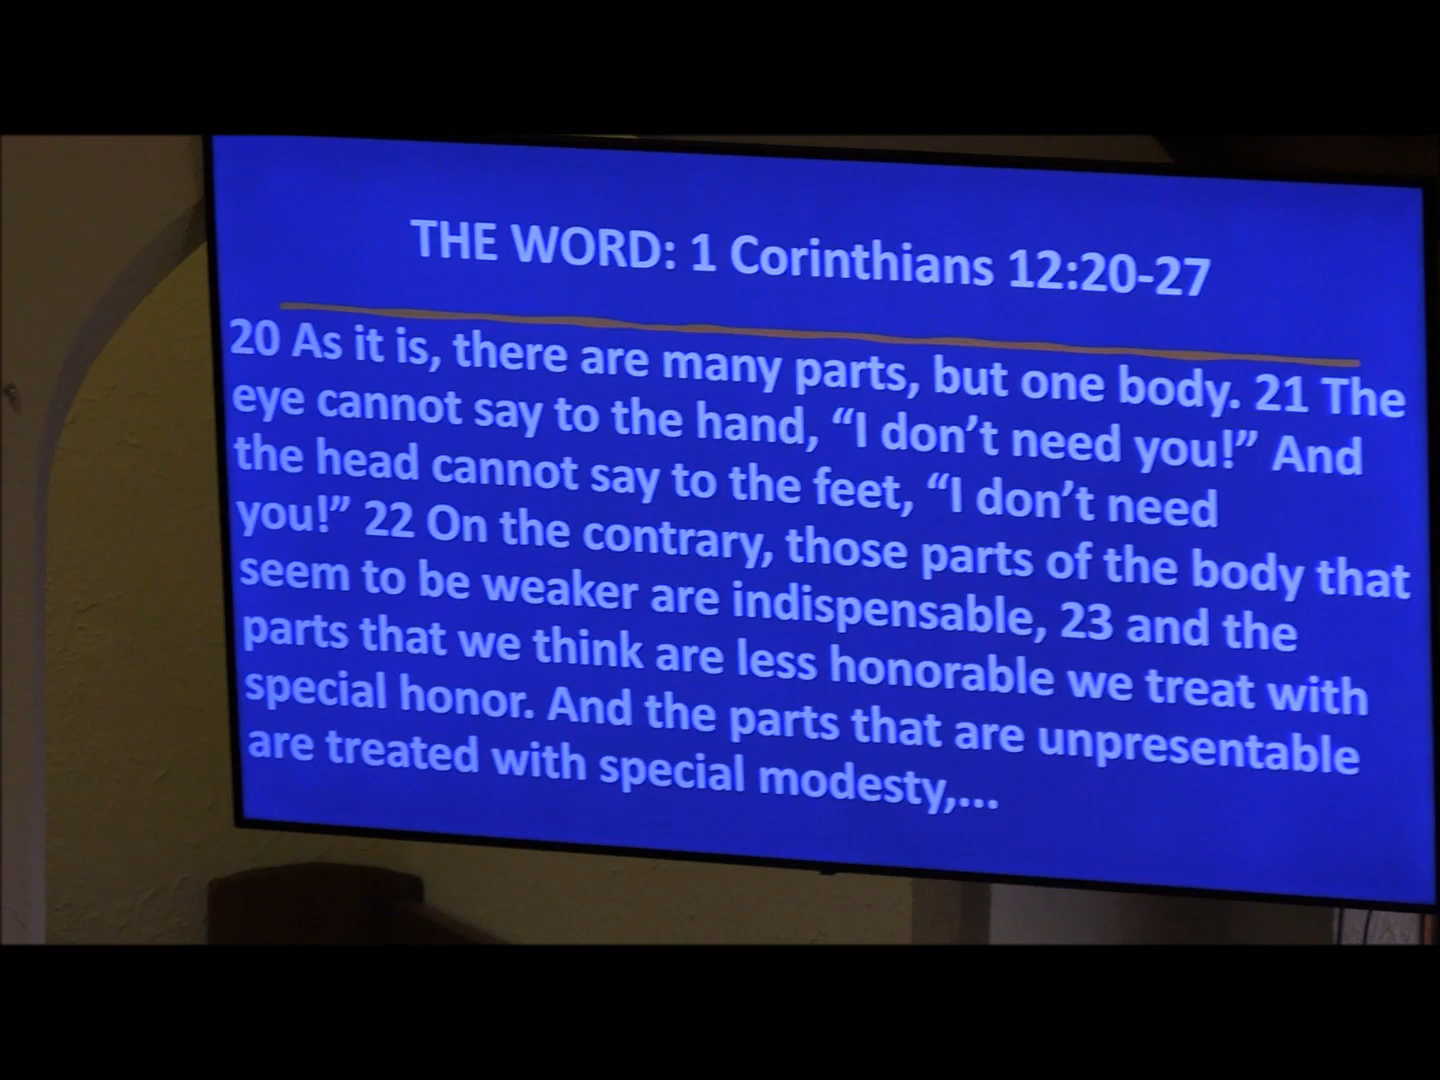 THE WORD: 1 Corinthians 12:20-27
20 As it is, there are many parts, but one body. 21 The
eye cannot say to the hand, “I don’t need you!” And
the head cannot say to the feet, “I don’t need
you!” 22 On the contrary, those parts of the body that
seem to be weaker are indispensable, 23 and the
parts that we think are less honorable we treat with
special honor. And the parts that are unpresentable
are treated with special modesty,...